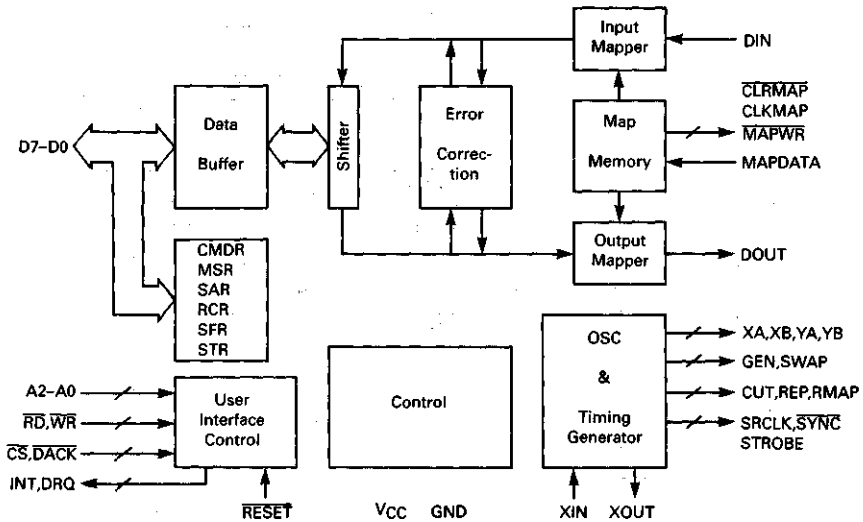 Input
Mapper
DIN
CLRMAP
CLKMAP
MAPWR
MAPDATA
Map
Memory
Data
Buffer
Shifter
Error
Correc-
tion
D7–D0
Output
Mapper
DOUT
CMDR
MSR
SAR
RCR
SFR
STR
OSC
&
Timing
Generator
XA,XB,YA,YB
GEN,SWAP
CUT,REP,RMAP
SRCLK,SYNC
STROBE
Control
A2–A0
RD,WR
CS,DACK
INT,DRQ
User
Interface
Control
RESET
VCC GND
XIN XOUT